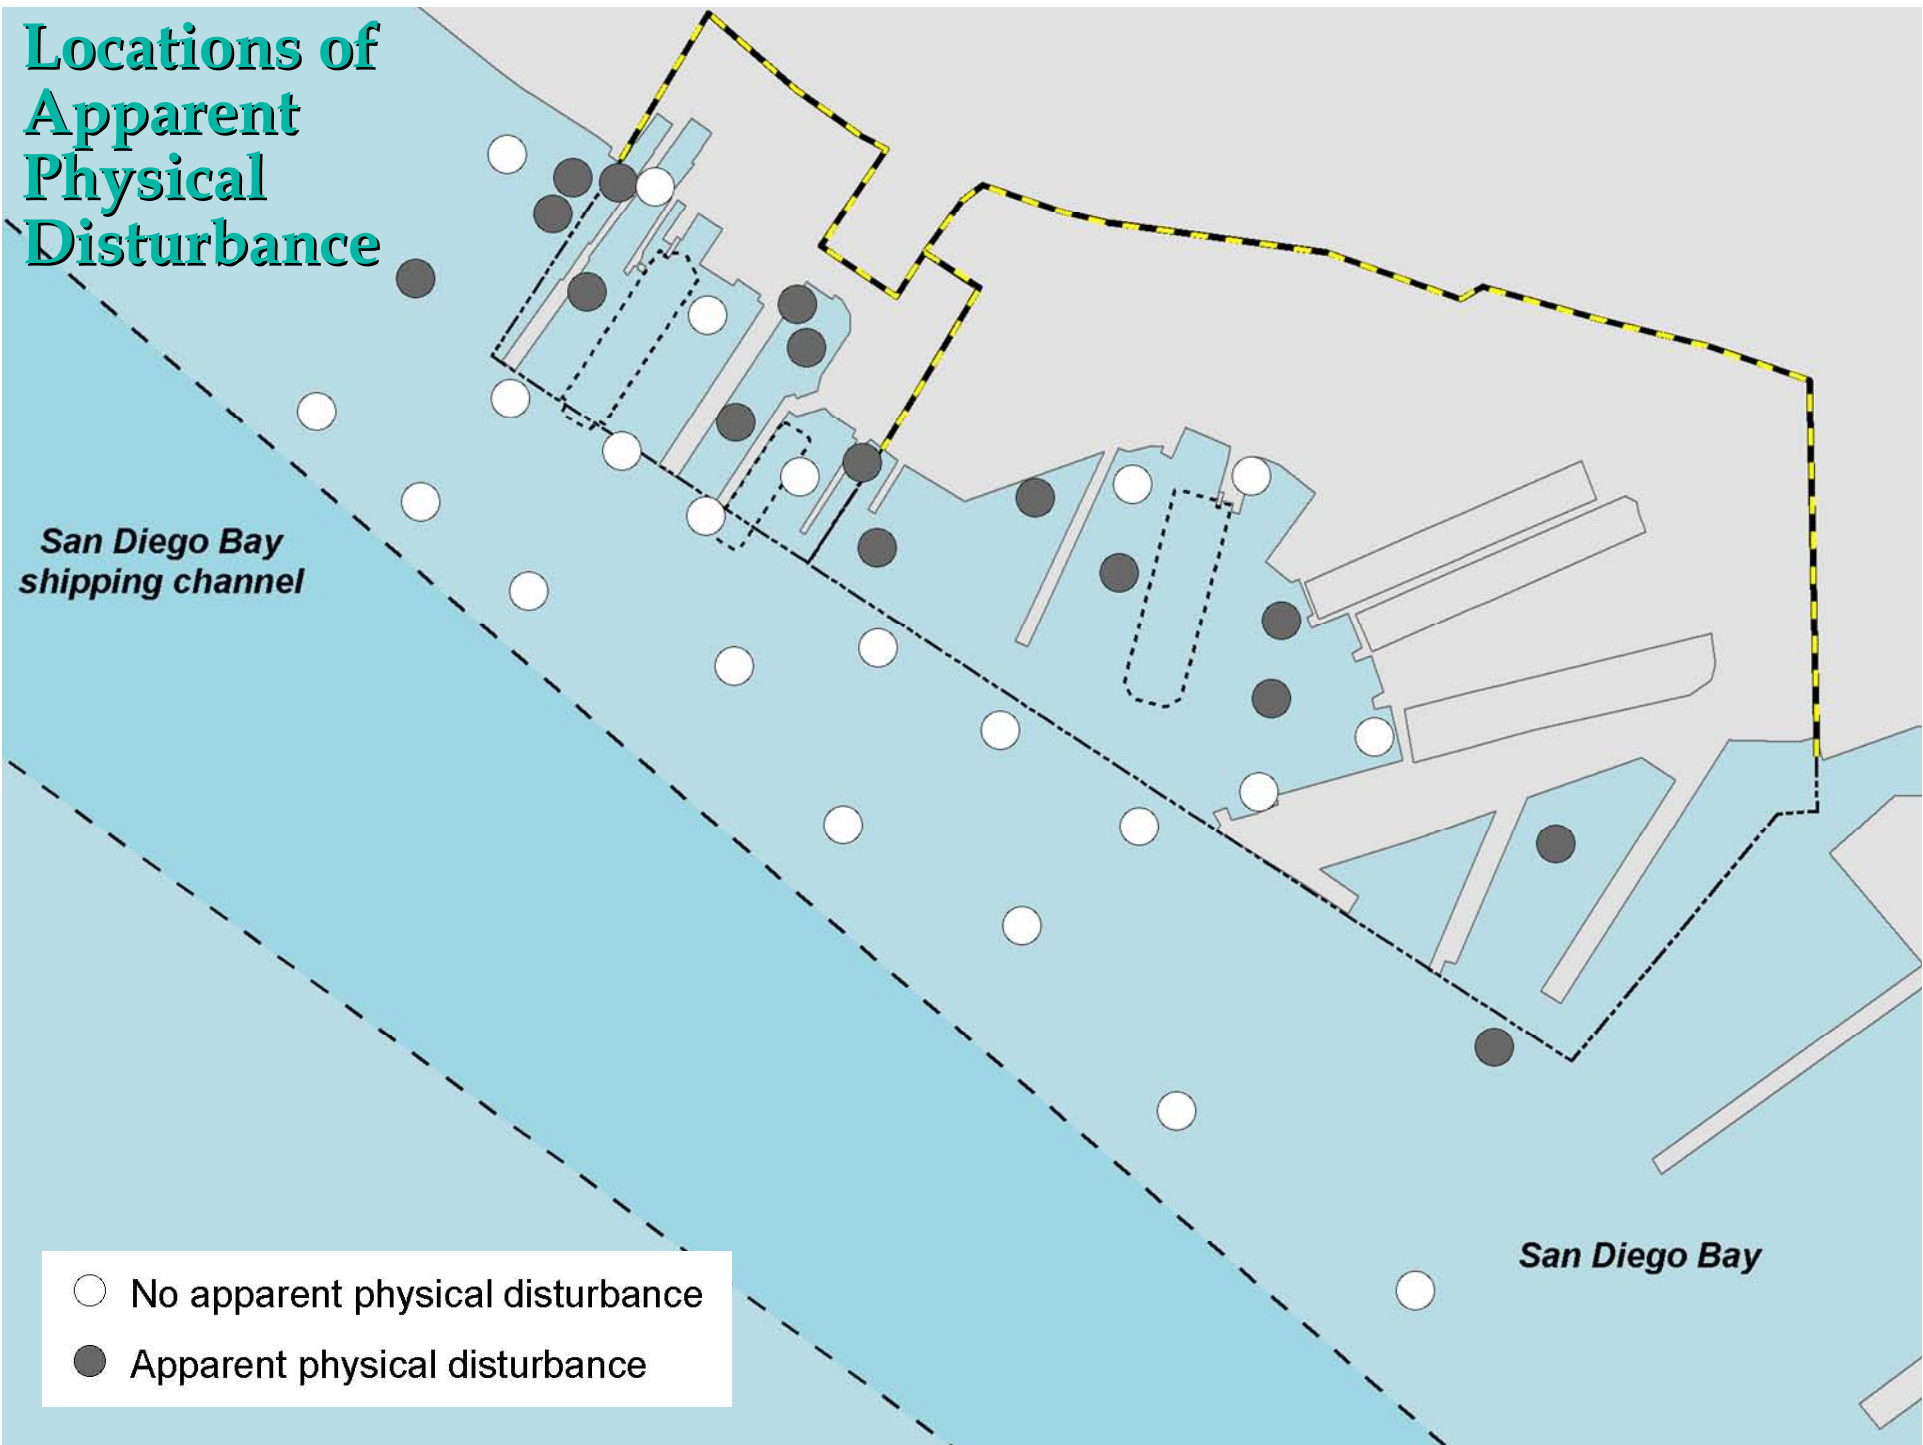 Locations of
Apparent
Physical
Disturbance
San Diego Bay
shipping channel
San Diego Bay
No apparent physical disturbance
Apparent physical disturbance